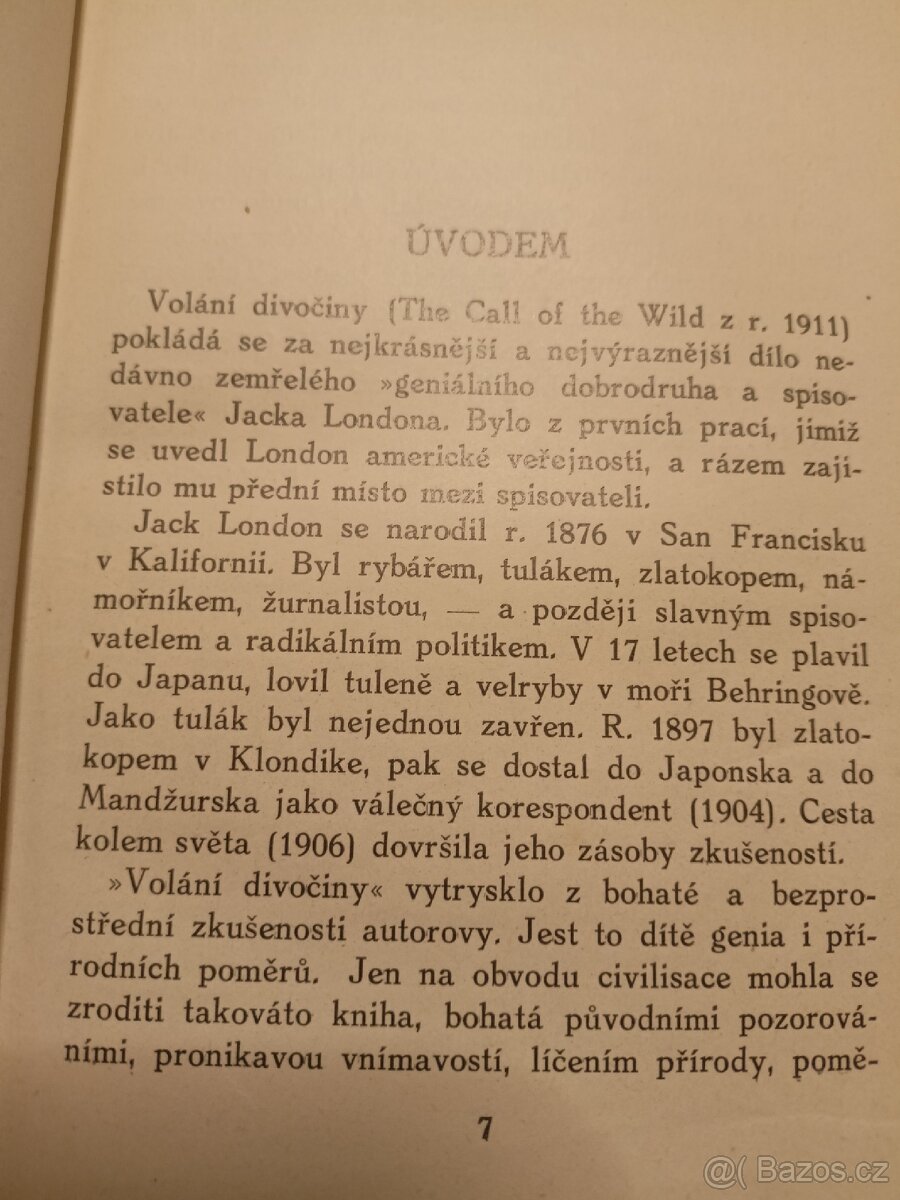 ÚVODEM
Volání divočiny (The Call of the Wild z r. 1911)
pokládá se za nejkrásnější a nejvýraznější dílo ne-
dávno zemřelého »geniálního dobrodruha a spiso-
vatele« Jacka Londona. Bylo z prvních prací, jimiž
se uvedl London americké veřejnosti, a rázem zaji-
stilo mu přední místo mezi spisovateli.
Jack London se narodil r. 1876 v San Francisku
v Kalifornii. Byl rybářem, tulákem, zlatokopem, ná-
mořníkem, žurnalistou, — a později slavným spiso-
vatelem a radikálním politikem. V 17 letech se plavil
do Japanu, lovil tuleně a velryby v moři Behringově.
Jako tulák byl nejednou zavřen. R. 1897 byl zlato-
kopem v Klondike, pak se dostal do Japonska a do
Mandžurska jako válečný korespondent (1904). Cesta
kolem světa (1906) dovršila jeho zásoby zkušeností.
»Volání divočiny« vytrysklo z bohaté a bezpro-
střední zkušenosti autorovy. Jest to dítě genia i pří-
rodních poměrů. Jen na obvodu civilisace mohla se
zroditi takováto kniha, bohatá původními pozorová-
ními, pronikavou vnímavostí, líčením přírody, pomě-
7
@( Bazos.cz